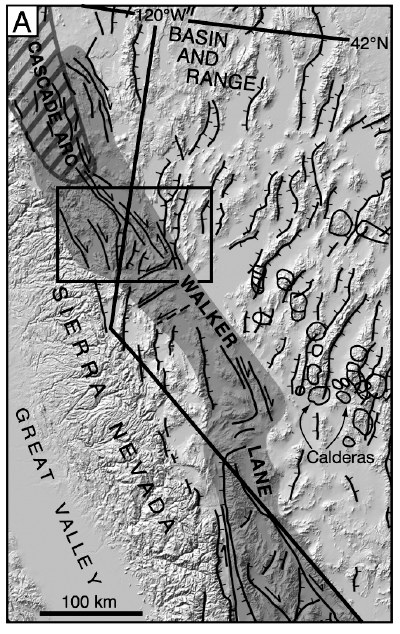 A
120°W
42°N
BASIN
AND
RANGE
CASCADE ARC
WALKER
LANE
SIERRA
NEVADA
GREAT VALLEY
Calderas
100 km